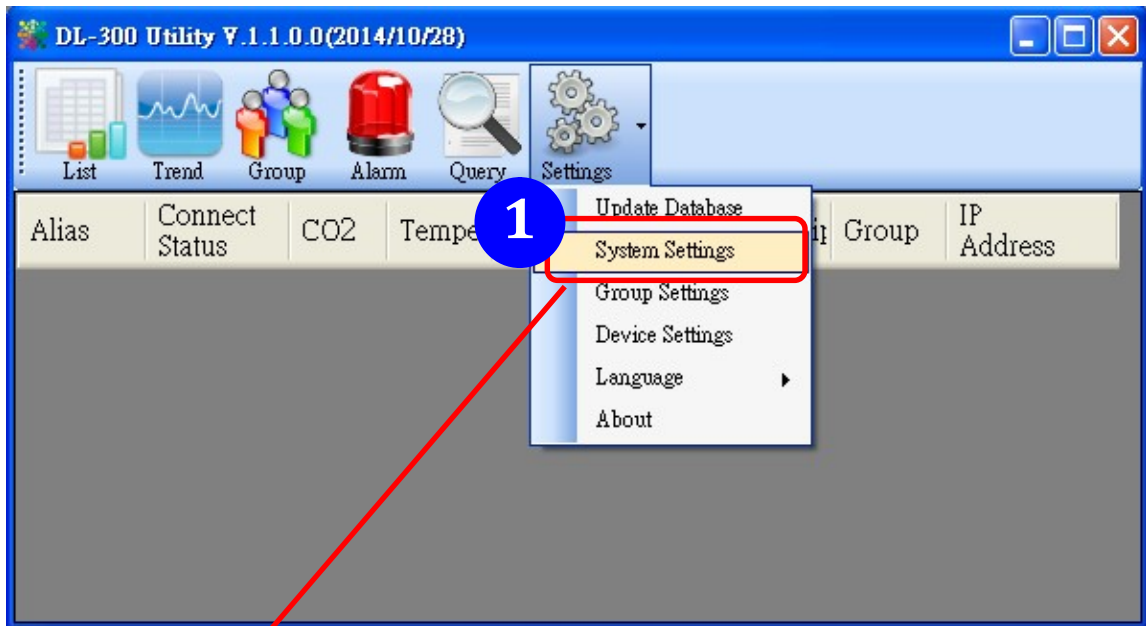 DL-300 Utility V.1.1.0.0(2014/10/28)
List Trend Group Alarm Query Settings
Alias Connect Status CO2 Tempe Group IP Address
1
Update Database
System Settings
Group Settings
Device Settings
Language
About